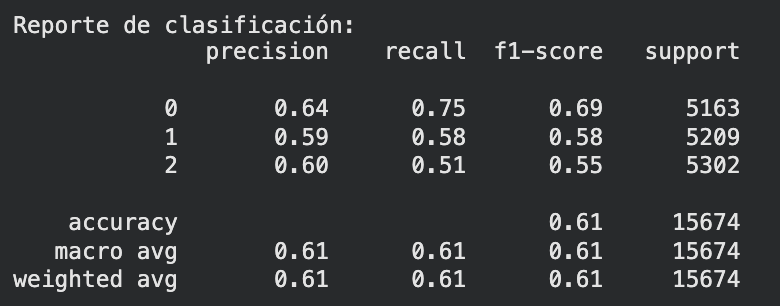 Reporte de clasificación:
precision recall f1-score support
0 0.64 0.75 0.69 5163
1 0.59 0.58 0.58 5209
2 0.60 0.51 0.55 5302
accuracy 0.61 15674
macro avg 0.61 0.61 0.61 15674
weighted avg 0.61 0.61 0.61 15674